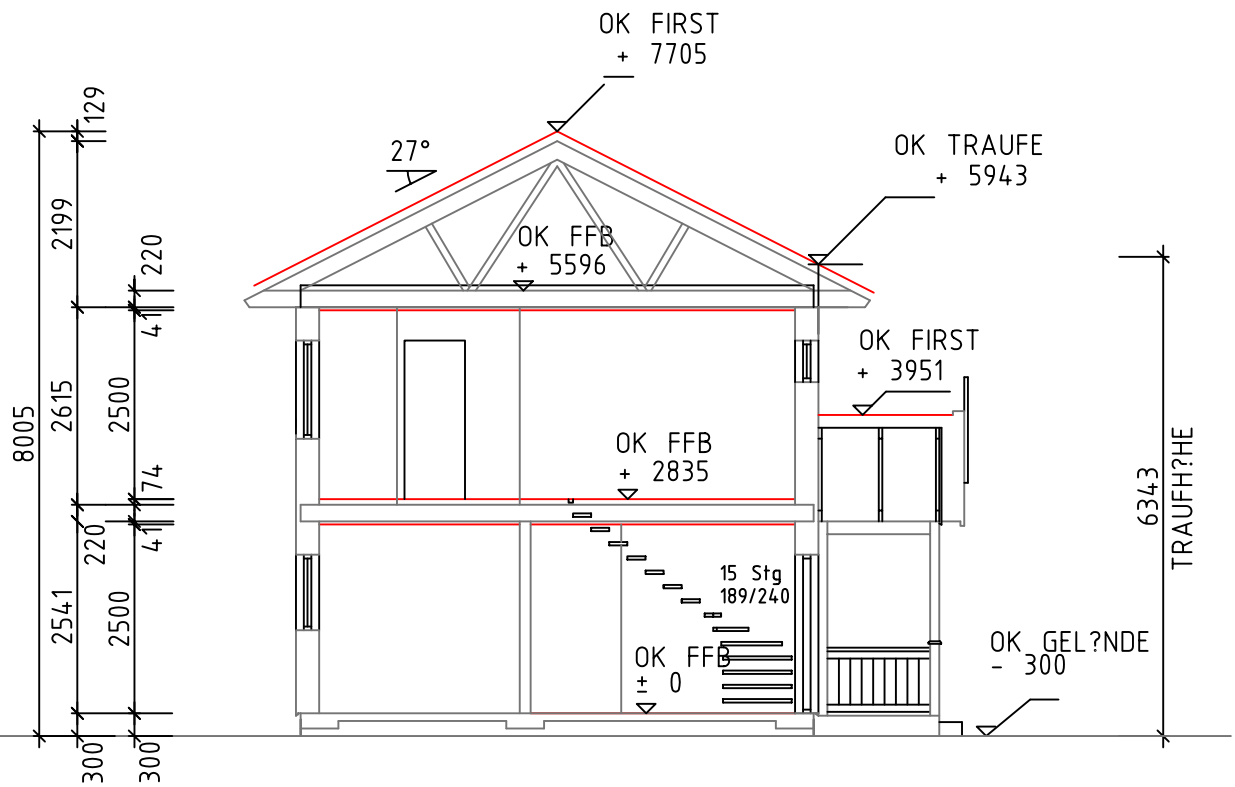 OK FIRST
+ 7705
129
27°
OK TRAUFE
+ 5943
2199
220
OK FFB
+ 5596
41
OK FIRST
+ 3951
8005
2615
2500
OK FFB
+ 2835
74
6343
TRAUFH?HE
220
41
15 Stg
189/240
2541
2500
OK FFB
± 0
OK GEL?NDE
- 300
300
300